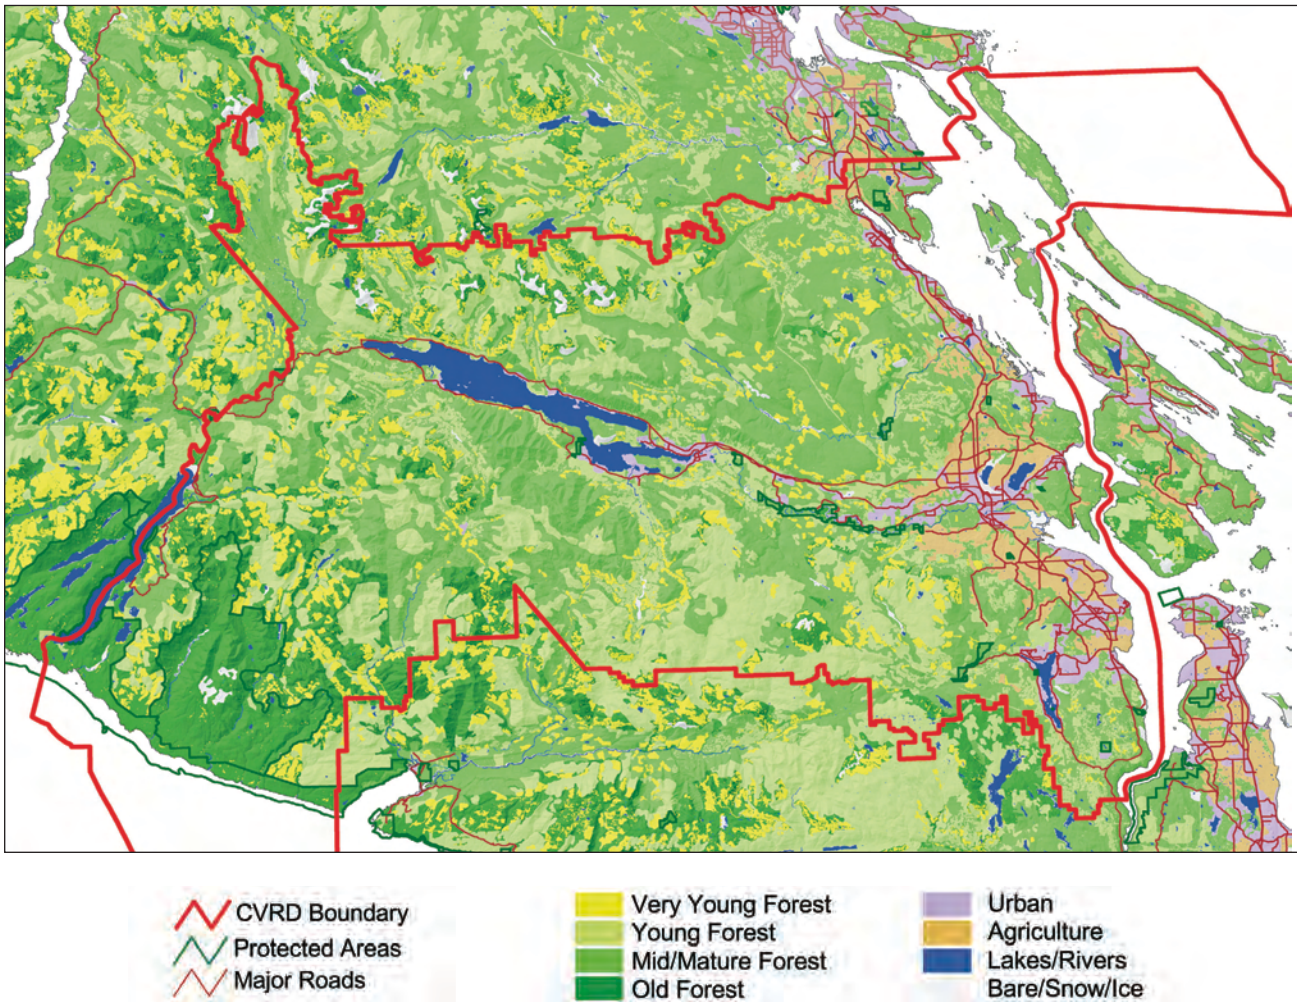 CVRD Boundary
Protected Areas
Major Roads
Very Young Forest
Young Forest
Mid/Mature Forest
Old Forest
Urban
Agriculture
Lakes/Rivers
Bare/Snow/Ice